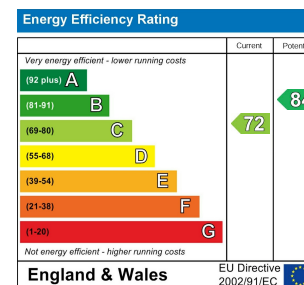 Energy Efficiency Rating
Current
Very energy efficient - lower running costs
(92 plus) A
(81-91) B
(69-80) C
72
(55-68) D
(39-54) E
(21-38) F
(1-20) G
Not energy efficient - higher running costs
England & Wales
EU Directive
2002/91/EC